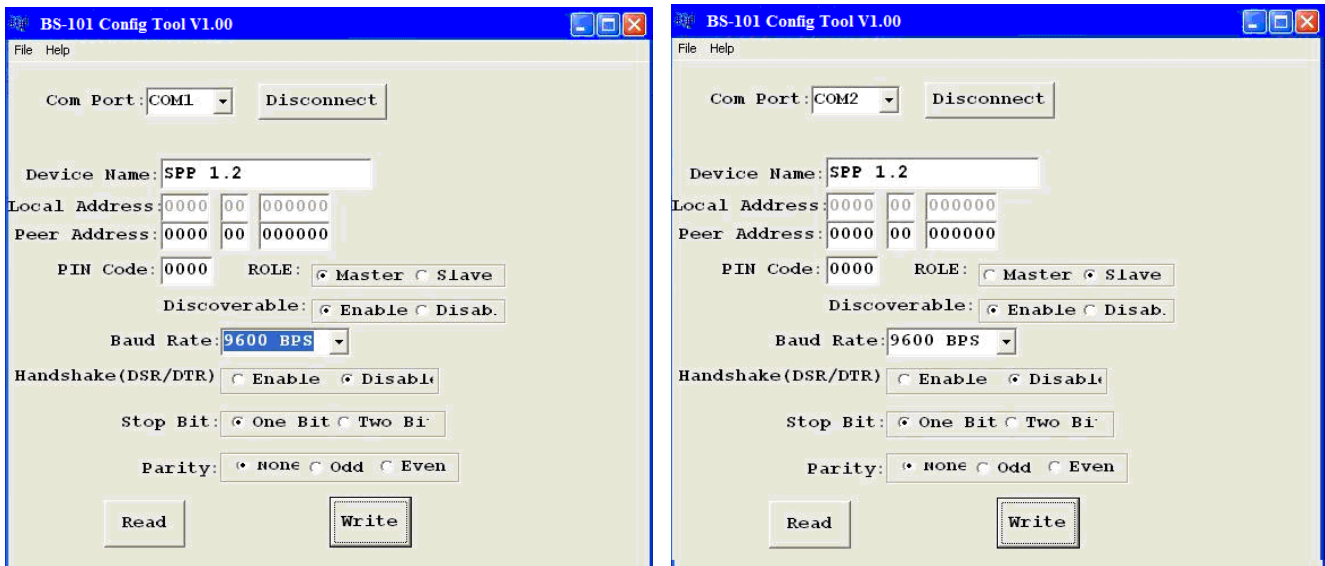 BS-101 Config Tool V1.00
File Help
Com Port: COM1 Disconnect
Device Name: SPP 1.2
Local Address: 0000 00 000000
Peer Address: 0000 00 000000
PIN Code: 0000 ROLE: Master Slave
Discoverable: Enable Disab.
Baud Rate: 9600 BPS
Handshake(DSR/DTR) Enable Disable
Stop Bit: One Bit Two Bi
Parity: None Odd Even
Read Write
BS-101 Config Tool V1.00
File Help
Com Port: COM2 Disconnect
Device Name: SPP 1.2
Local Address: 0000 00 000000
Peer Address: 0000 00 000000
PIN Code: 0000 ROLE: Master Slave
Discoverable: Enable Disab.
Baud Rate: 9600 BPS
Handshake(DSR/DTR) Enable Disable
Stop Bit: One Bit Two Bi
Parity: None Odd Even
Read Write